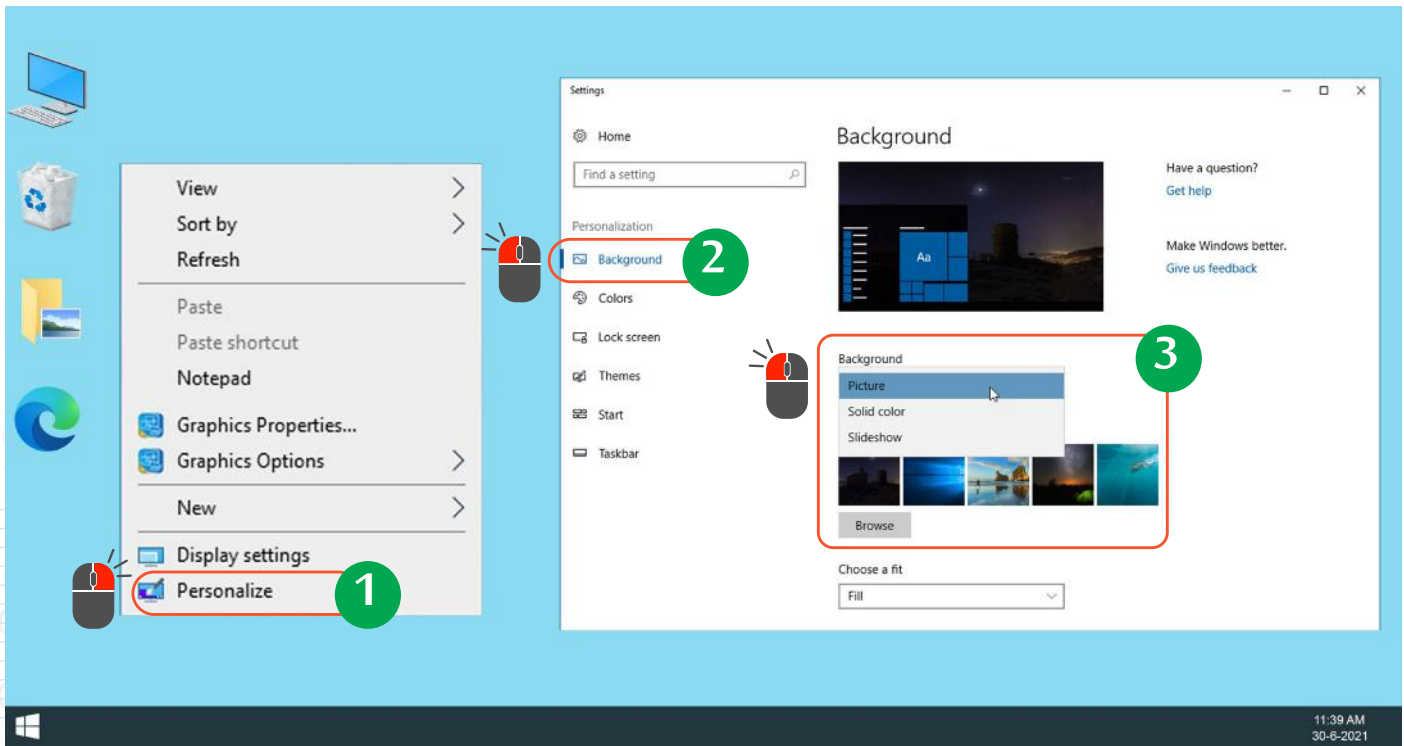 View
Sort by
Refresh
Paste
Paste shortcut
Notepad
Graphics Properties...
Graphics Options
New
Display settings
Personalize
1
Settings
Home
Find a setting
Personalization
Background
2
Colors
Lock screen
Themes
Start
Taskbar
Background
Aa
Have a question?
Get help
Make Windows better.
Give us feedback
3
Background
Picture
Solid color
Slideshow
Browse
Choose a fit
Fill
11:39 AM
30-6-2021